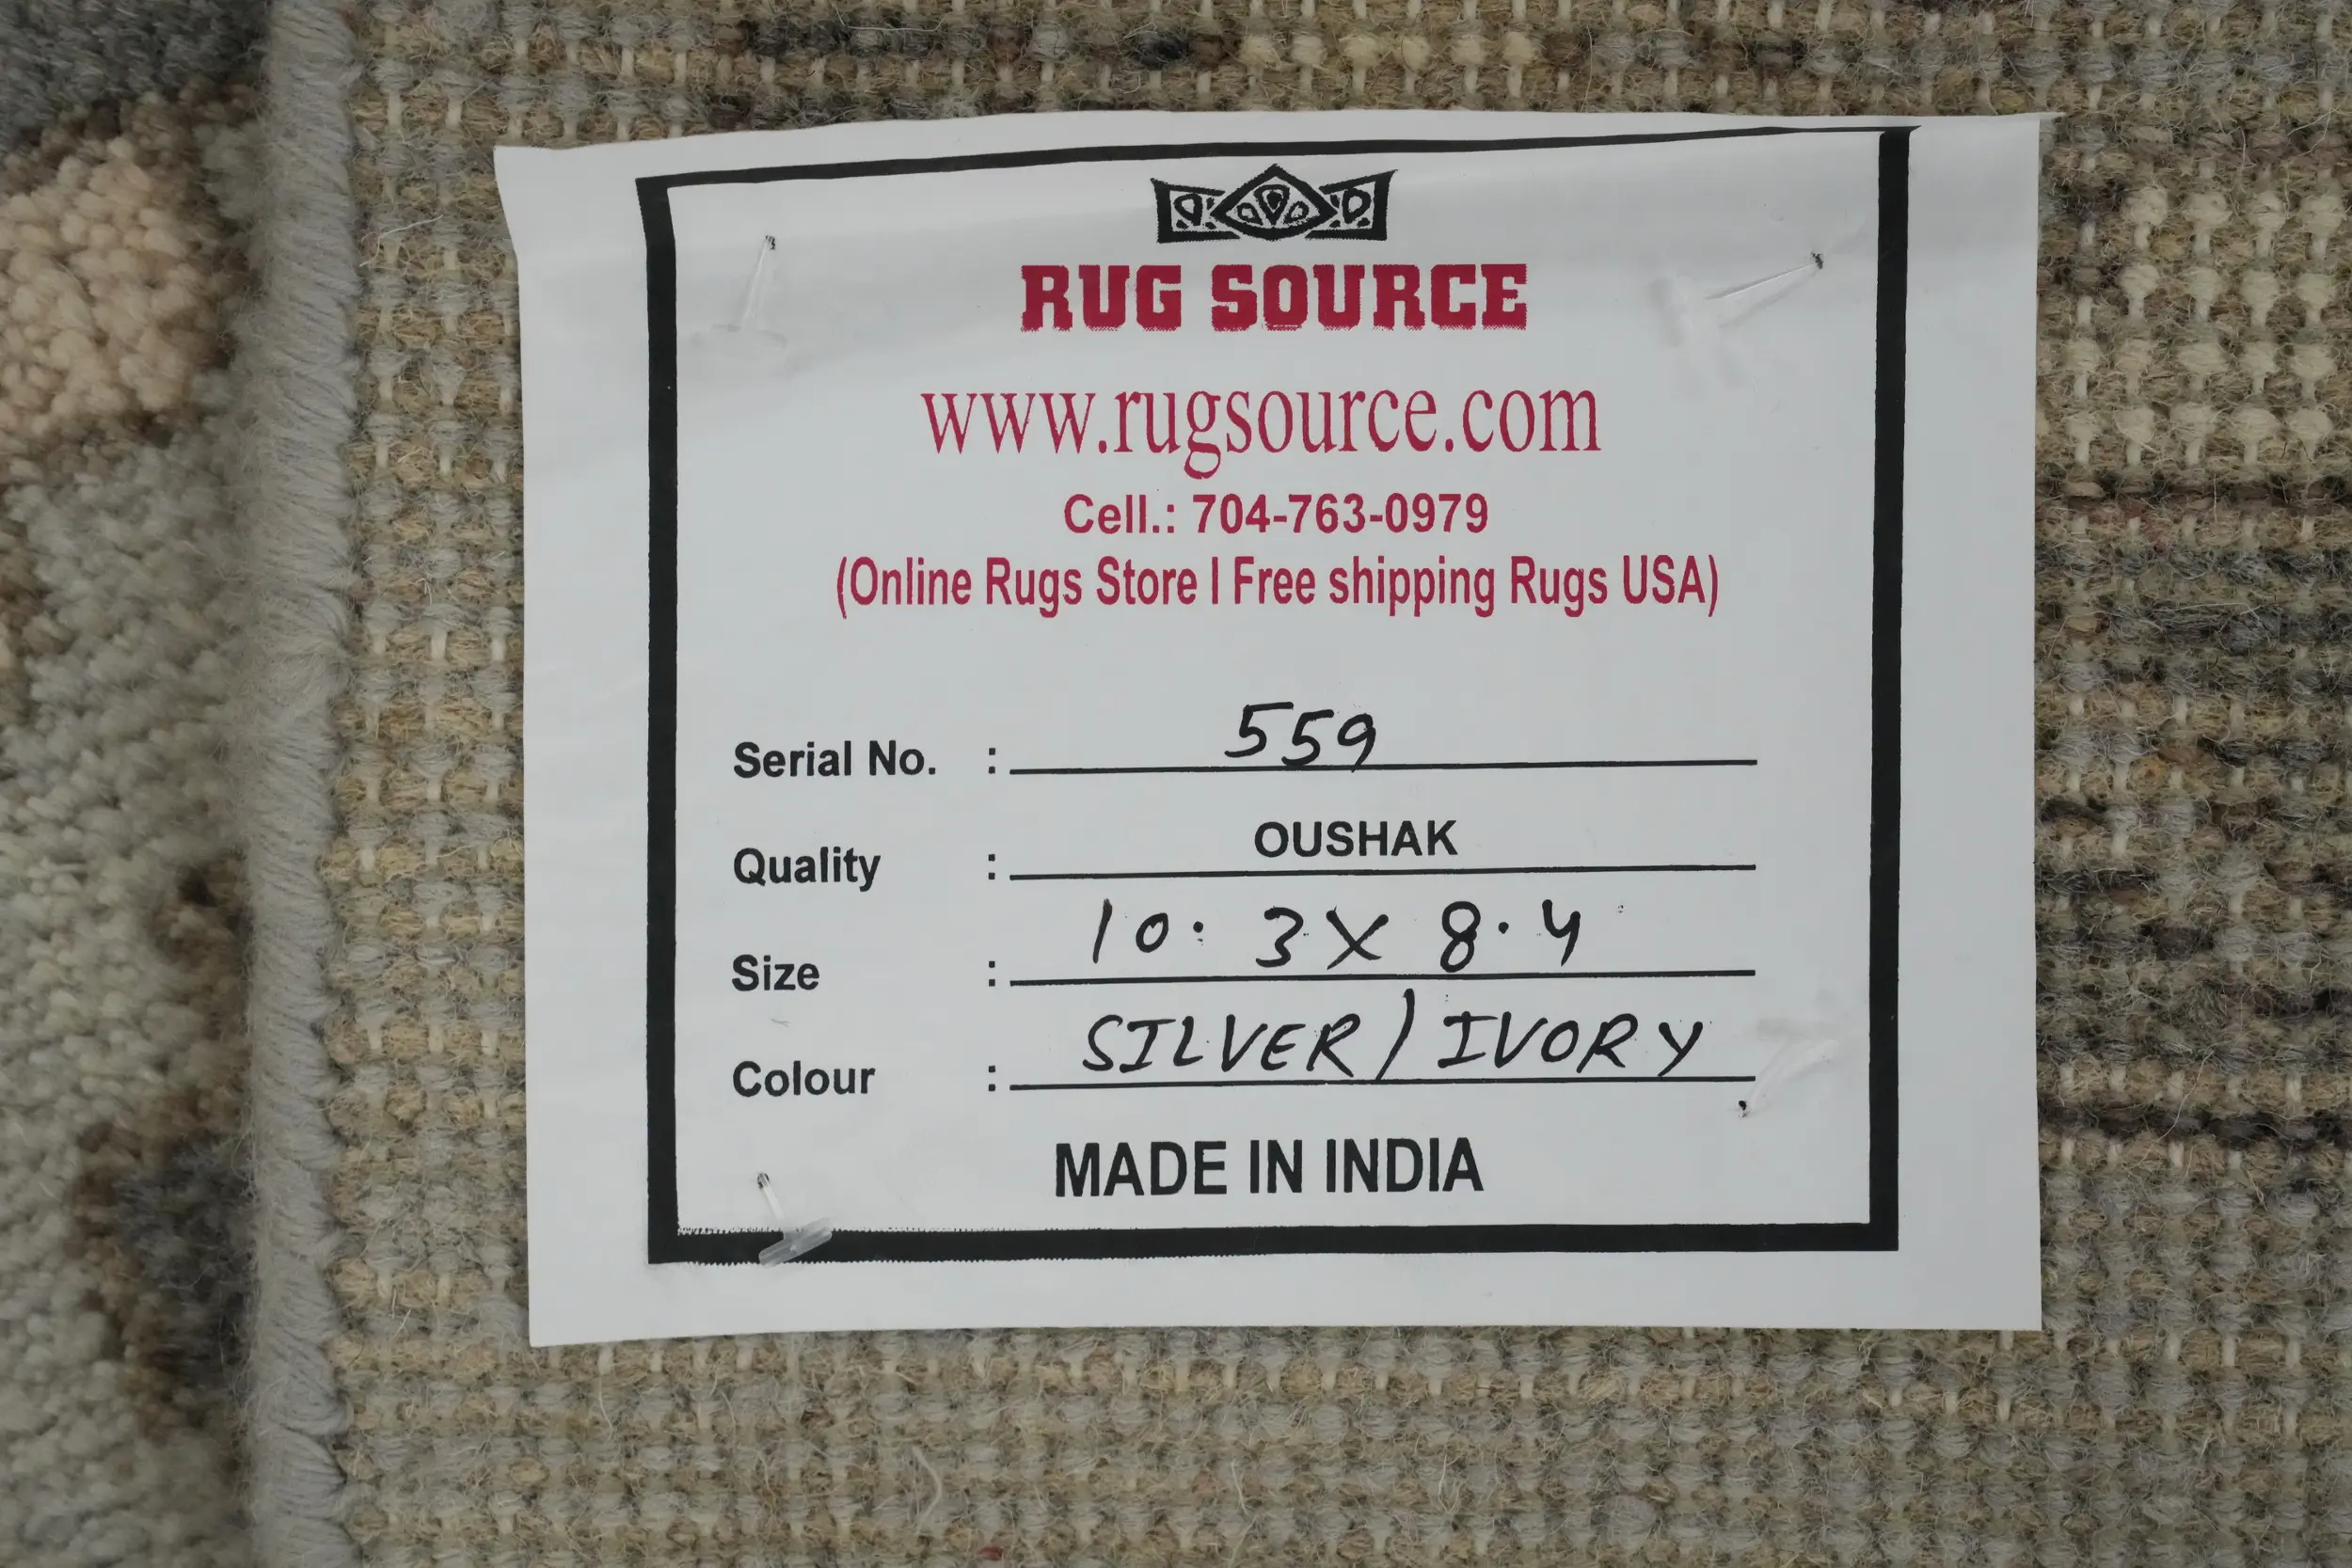 RUG SOURCE
www.rugsource.com
Cell.: 704-763-0979
(Online Rugs Store | Free shipping Rugs USA)
Serial No. : 559
Quality : OUSHAK
Size : 10.3X 8.4
Colour : SILVER/IVORY
MADE IN INDIA